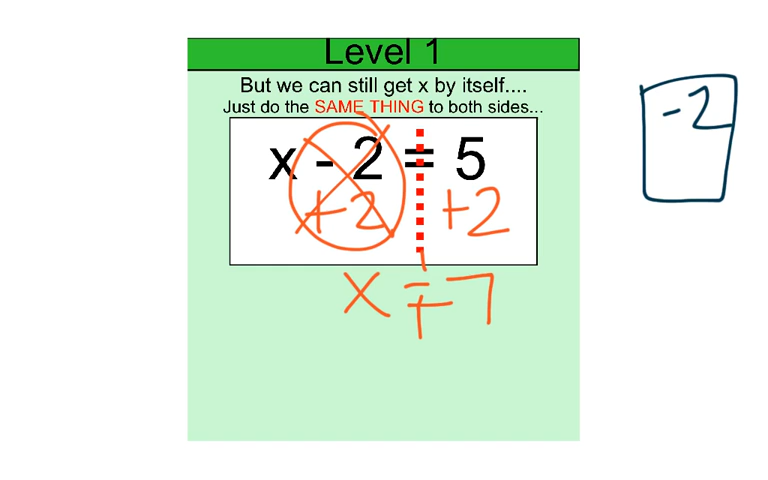 Level 1
But we can still get x by itself....
Just do the SAME THING to both sides...
x - 2 = 5
+2 +2
x = 7
-2